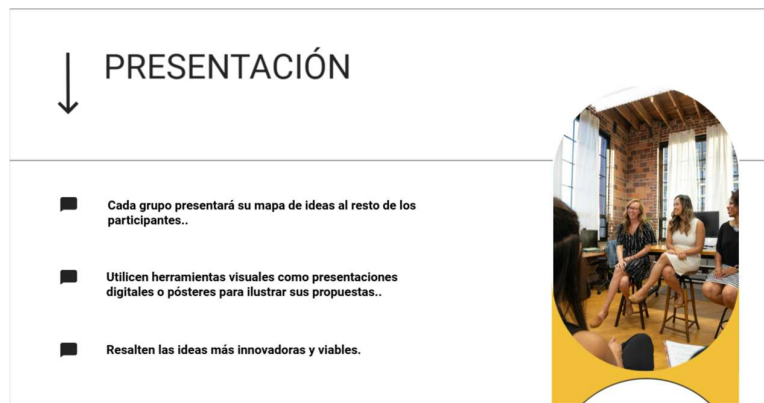 PRESENTACIÓN
Cada grupo presentará su mapa de ideas al resto de los
participantes..
Utilicen herramientas visuales como presentaciones
digitales o pósteres para ilustrar sus propuestas..
Resalten las ideas más innovadoras y viables.